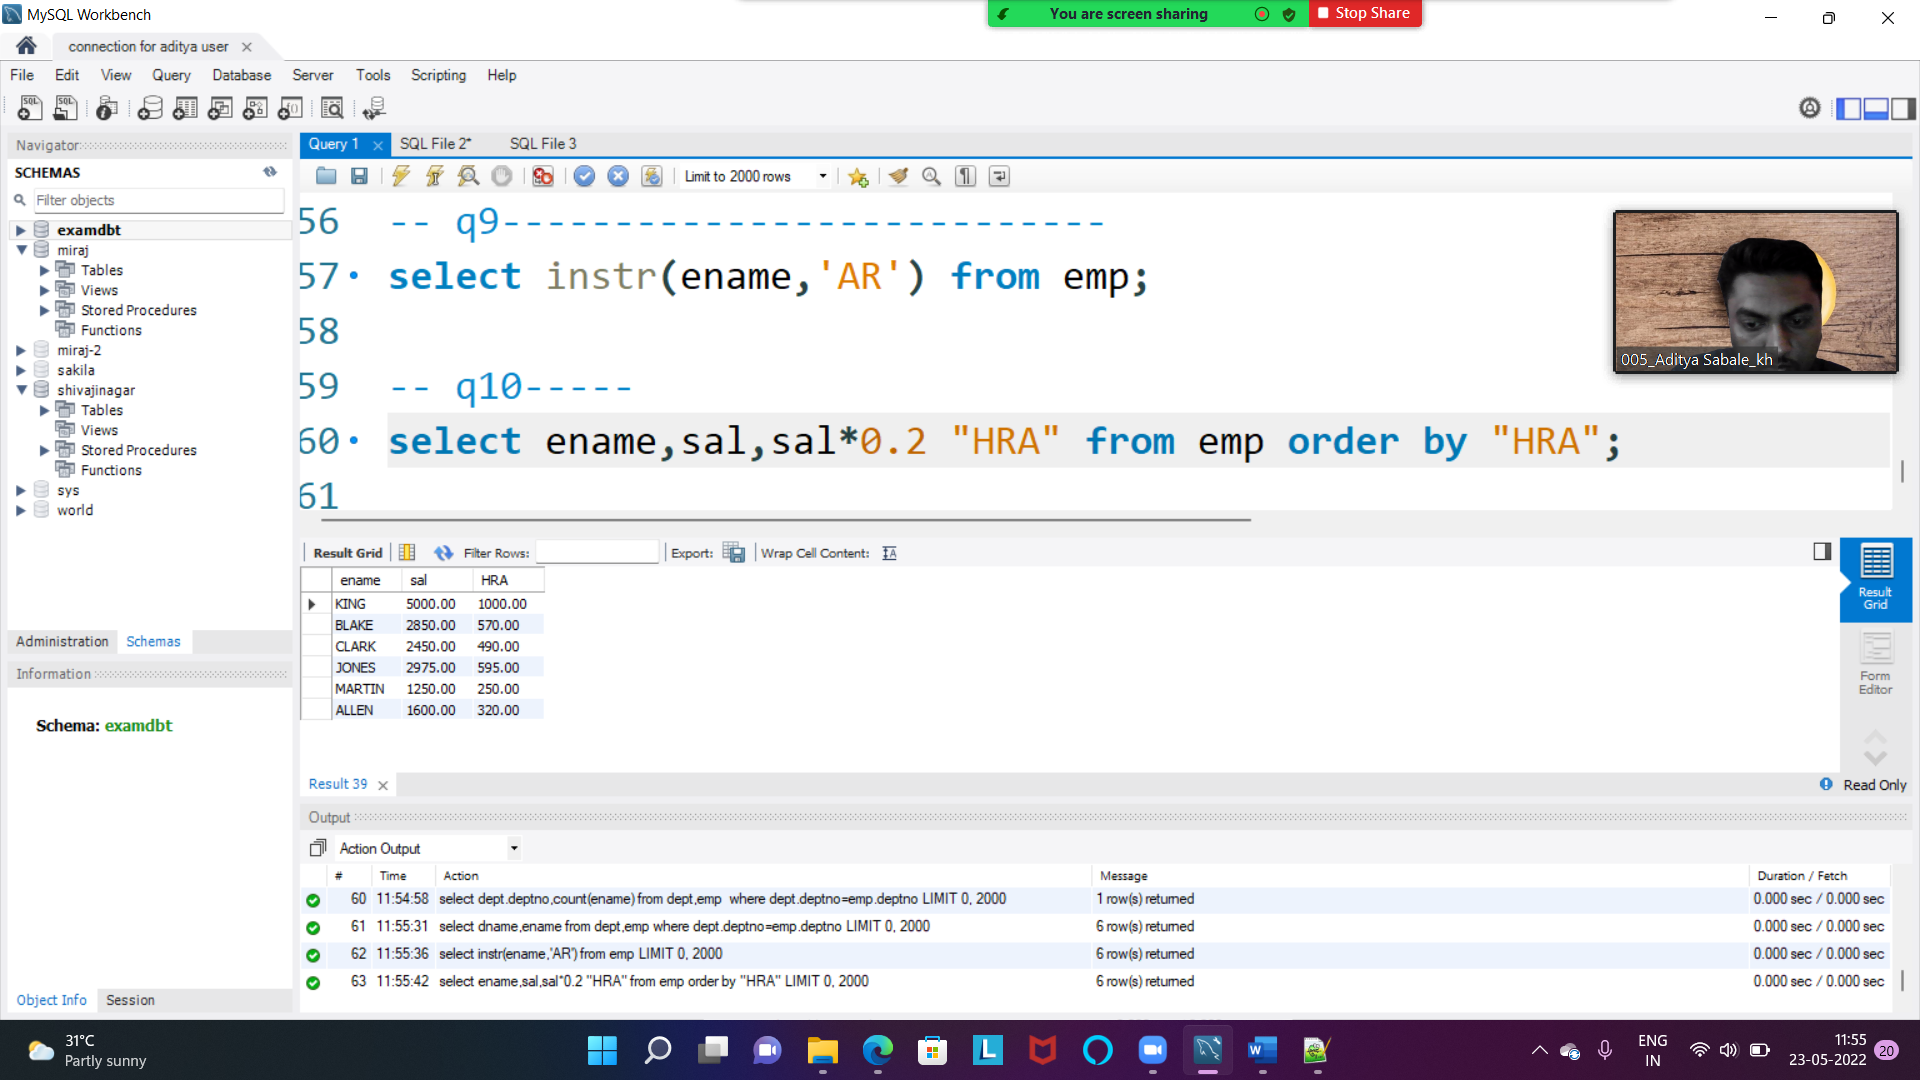 MySQL Workbench
You are screen sharing
Stop Share
connection for aditya user
File Edit View Query Database Server Tools Scripting Help
Navigator
Query 1 SQL File 2* SQL File 3
SCHEMAS
Limit to 2000 rows
Filter objects
examdbt
miraj
Tables
Views
Stored Procedures
Functions
miraj-2
sakila
shivajinagar
Tables
Views
Stored Procedures
Functions
sys
world
56 -- q9---------------------------
57 select instr(ename,'AR') from emp;
58
59 -- q10-----
60 select ename,sal,sal*0.2 "HRA" from emp order by "HRA";
61
005_Aditya Sabale_kh
Result Grid Filter Rows: Export: Wrap Cell Content:
ename sal HRA
KING 5000.00 1000.00
BLAKE 2850.00 570.00
CLARK 2450.00 490.00
JONES 2975.00 595.00
MARTIN 1250.00 250.00
ALLEN 1600.00 320.00
Result
Grid
Form
Editor
Administration Schemas
Information
Schema: examdbt
Result 39
Read Only
Output
Action Output
# Time Action Message Duration / Fetch
60 11:54:58 select dept.deptno,count(ename) from dept,emp where dept.deptno=emp.deptno LIMIT 0, 2000 1 row(s) returned 0.000 sec / 0.000 sec
61 11:55:31 select dname,ename from dept,emp where dept.deptno=emp.deptno LIMIT 0, 2000 6 row(s) returned 0.000 sec / 0.000 sec
62 11:55:36 select instr(ename,'AR') from emp LIMIT 0, 2000 6 row(s) returned 0.000 sec / 0.000 sec
63 11:55:42 select ename,sal,sal*0.2 "HRA" from emp order by "HRA" LIMIT 0, 2000 6 row(s) returned 0.000 sec / 0.000 sec
Object Info Session
31°C
Partly sunny
ENG
IN
11:55
23-05-2022
20